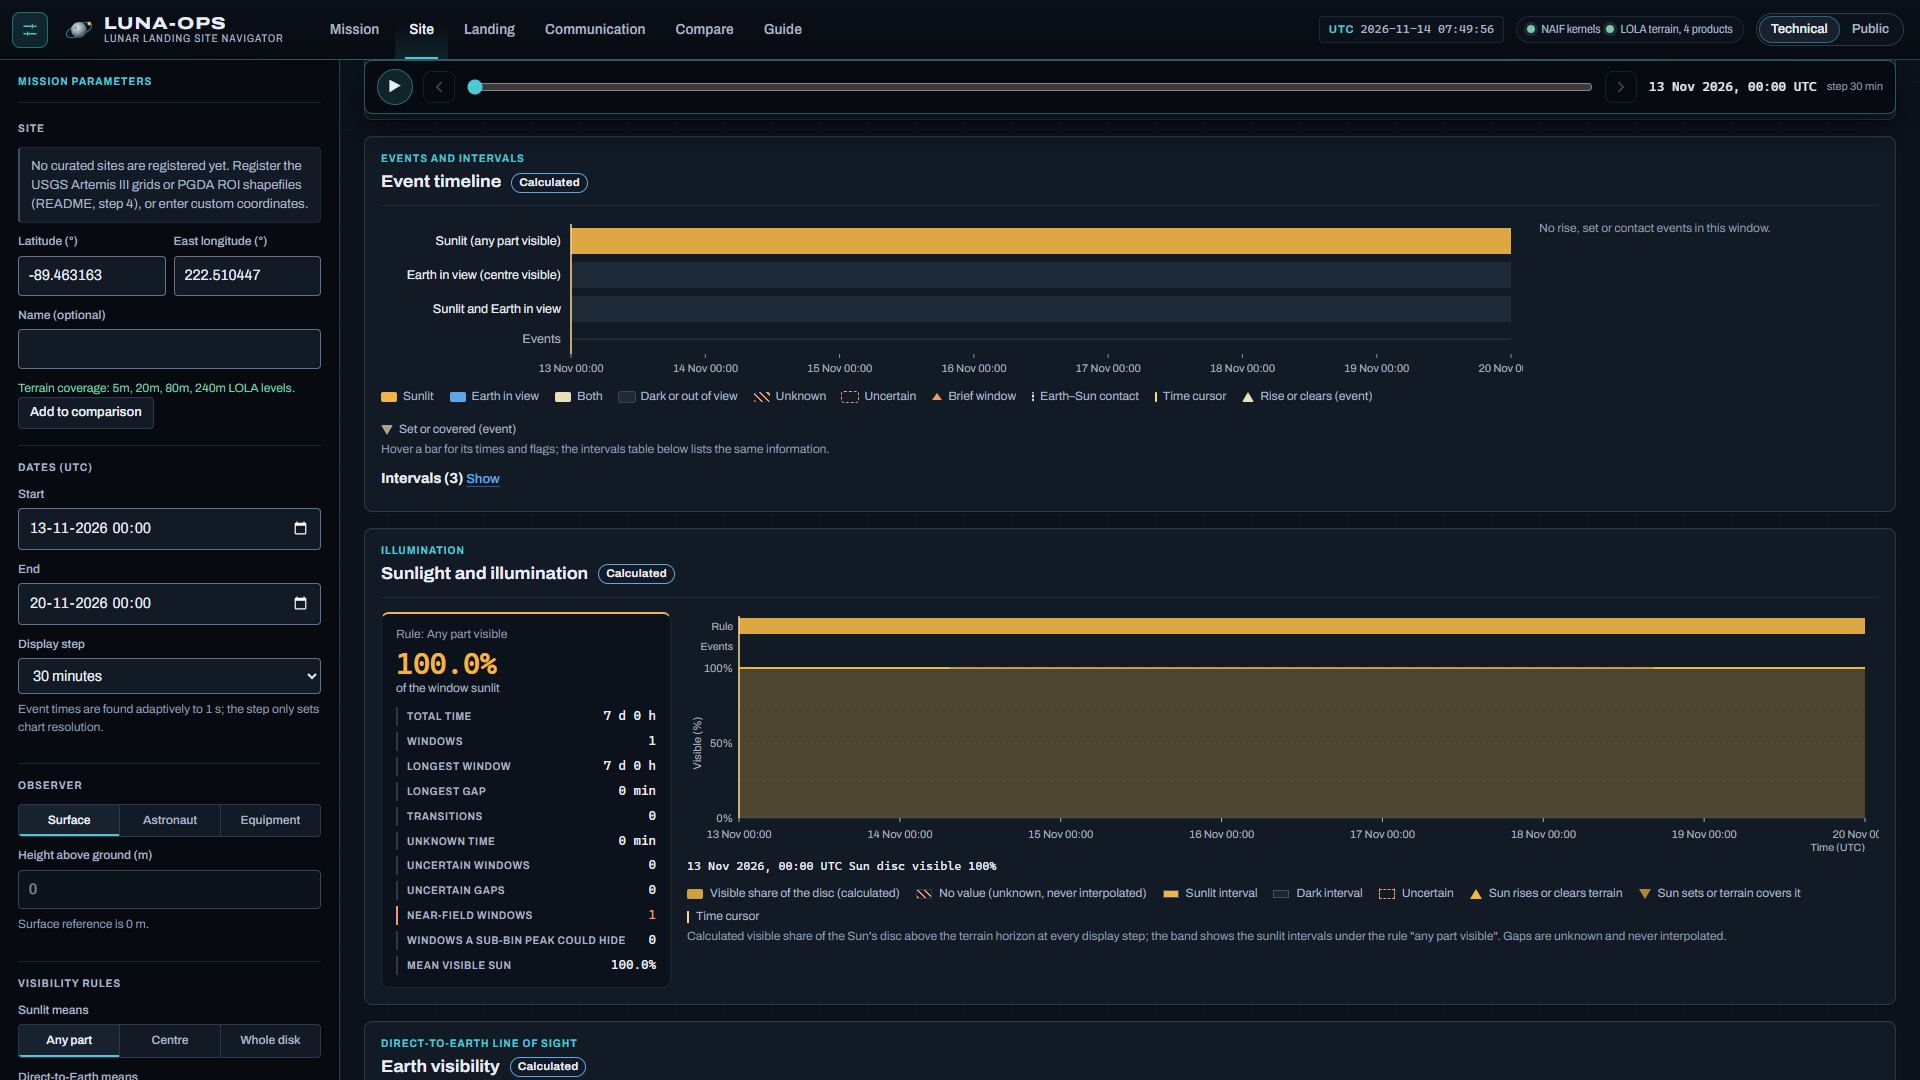 LUNA-OPS
LUNAR LANDING SITE NAVIGATOR
Mission
Site
Landing
Communication
Compare
Guide
UTC 2026-11-14 07:49:56
NAIF kernels LOLA terrain, 4 products
Technical
Public
MISSION PARAMETERS
SITE
No curated sites are registered yet. Register the
USGS Artemis III grids or PGDA ROI shapefiles
(README, step 4), or enter custom coordinates.
Latitude (°)
East longitude (°)
-89.463163
222.510447
Name (optional)
Terrain coverage: 5m, 20m, 80m, 240m LOLA levels.
Add to comparison
DATES (UTC)
Start
13-11-2026 00:00
End
20-11-2026 00:00
Display step
30 minutes
Event times are found adaptively to 1 s; the step only sets
chart resolution.
OBSERVER
Surface
Astronaut
Equipment
Height above ground (m)
0
Surface reference is 0 m.
VISIBILITY RULES
Sunlit means
Any part
Centre
Whole disk
Direct-to-Earth means
13 Nov 2026, 00:00 UTC
step 30 min
EVENTS AND INTERVALS
Event timeline
Calculated
Sunlit (any part visible)
Earth in view (centre visible)
Sunlit and Earth in view
Events
13 Nov 00:00
14 Nov 00:00
15 Nov 00:00
16 Nov 00:00
17 Nov 00:00
18 Nov 00:00
19 Nov 00:00
20 Nov 0
No rise, set or contact events in this window.
Sunlit
Earth in view
Both
Dark or out of view
Unknown
Uncertain
Brief window
Earth–Sun contact
Time cursor
Rise or clears (event)
Set or covered (event)
Hover a bar for its times and flags; the intervals table below lists the same information.
Intervals (3) Show
ILLUMINATION
Sunlight and illumination
Calculated
Rule: Any part visible
100.0%
of the window sunlit
TOTAL TIME 7 d 0 h
WINDOWS 1
LONGEST WINDOW 7 d 0 h
LONGEST GAP 0 min
TRANSITIONS 0
UNKNOWN TIME 0 min
UNCERTAIN WINDOWS 0
UNCERTAIN GAPS 0
NEAR-FIELD WINDOWS 1
WINDOWS A SUB-BIN PEAK COULD HIDE 0
MEAN VISIBLE SUN 100.0%
Rule
Events
100%
50%
0%
Visible (%)
13 Nov 00:00
14 Nov 00:00
15 Nov 00:00
16 Nov 00:00
17 Nov 00:00
18 Nov 00:00
19 Nov 00:00
20 Nov 00
Time (UTC)
13 Nov 2026, 00:00 UTC Sun disc visible 100%
Visible share of the disc (calculated)
No value (unknown, never interpolated)
Sunlit interval
Dark interval
Uncertain
Sun rises or clears terrain
Sun sets or terrain covers it
Time cursor
Calculated visible share of the Sun's disc above the terrain horizon at every display step; the band shows the sunlit intervals under the rule "any part visible". Gaps are unknown and never interpolated.
DIRECT-TO-EARTH LINE OF SIGHT
Earth visibility
Calculated